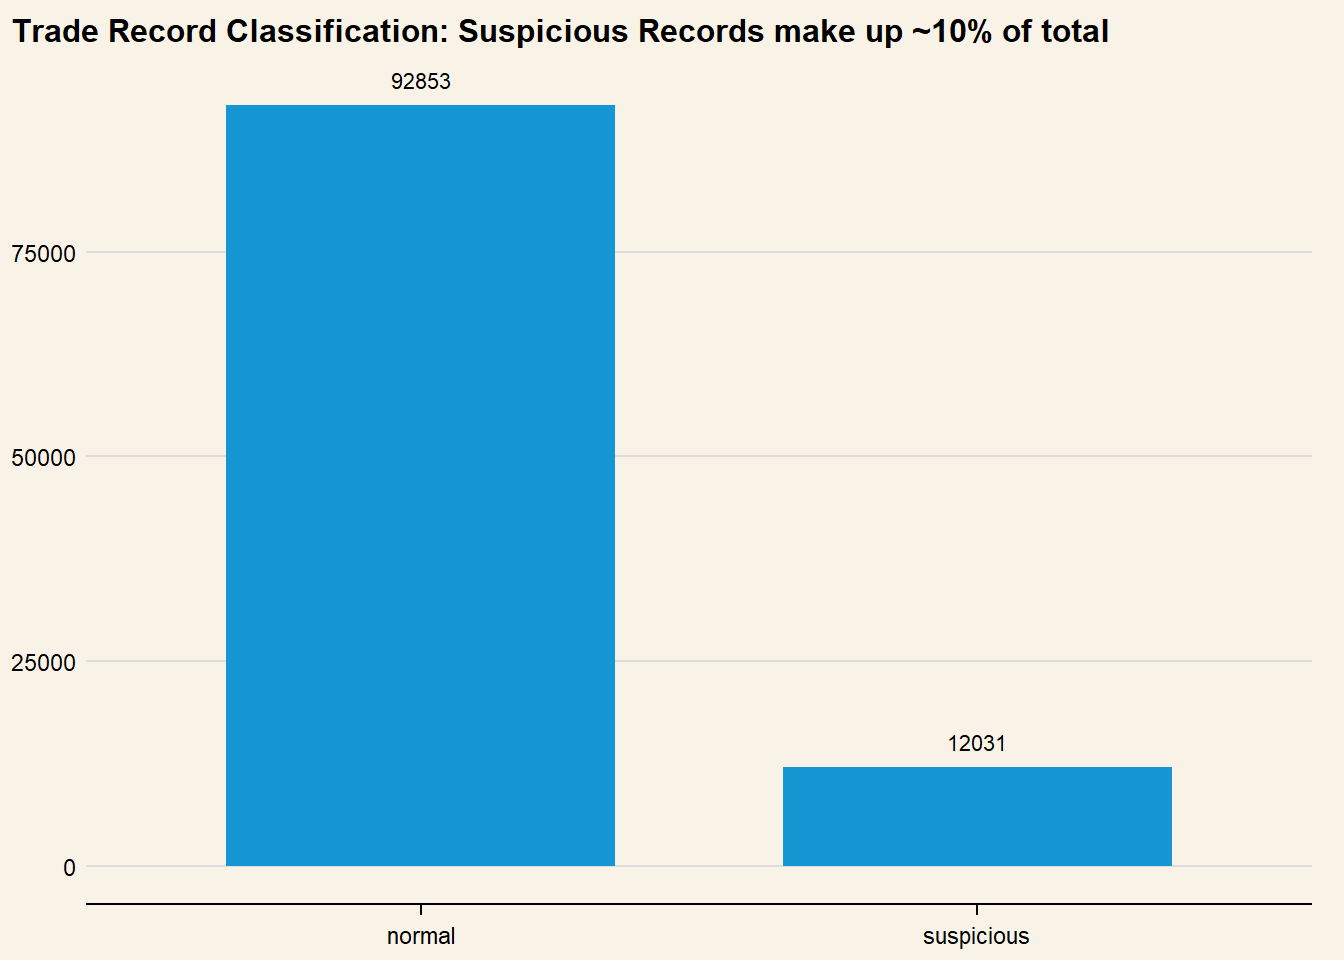 Trade Record Classification: Suspicious Records make up ~10% of total
92853
75000
50000
25000
12031
0
normal
suspicious